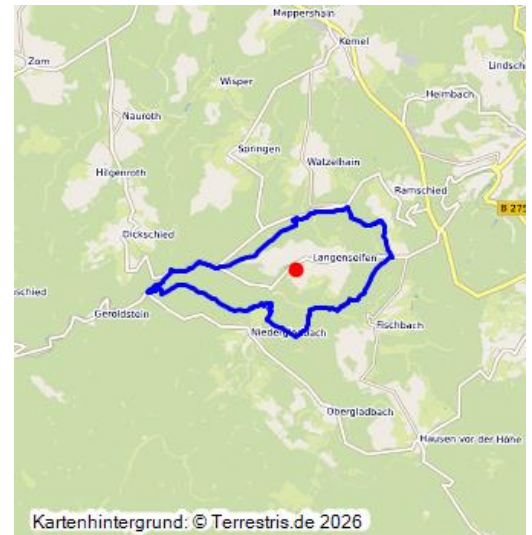 Mappershain
Zorn
Kemel
Lindsch
Wisper
Heimbach
Nauroth
Springen
Watzelhain
Hilgenroth
Ramschied
B 275
Dickschied
Langenseifen
schied
Geroldstein
Niedergladbach
Fischbach
Obergladbach
Hausen vor der Höhe
Kartenhintergrund: © Terrestris.de 2026